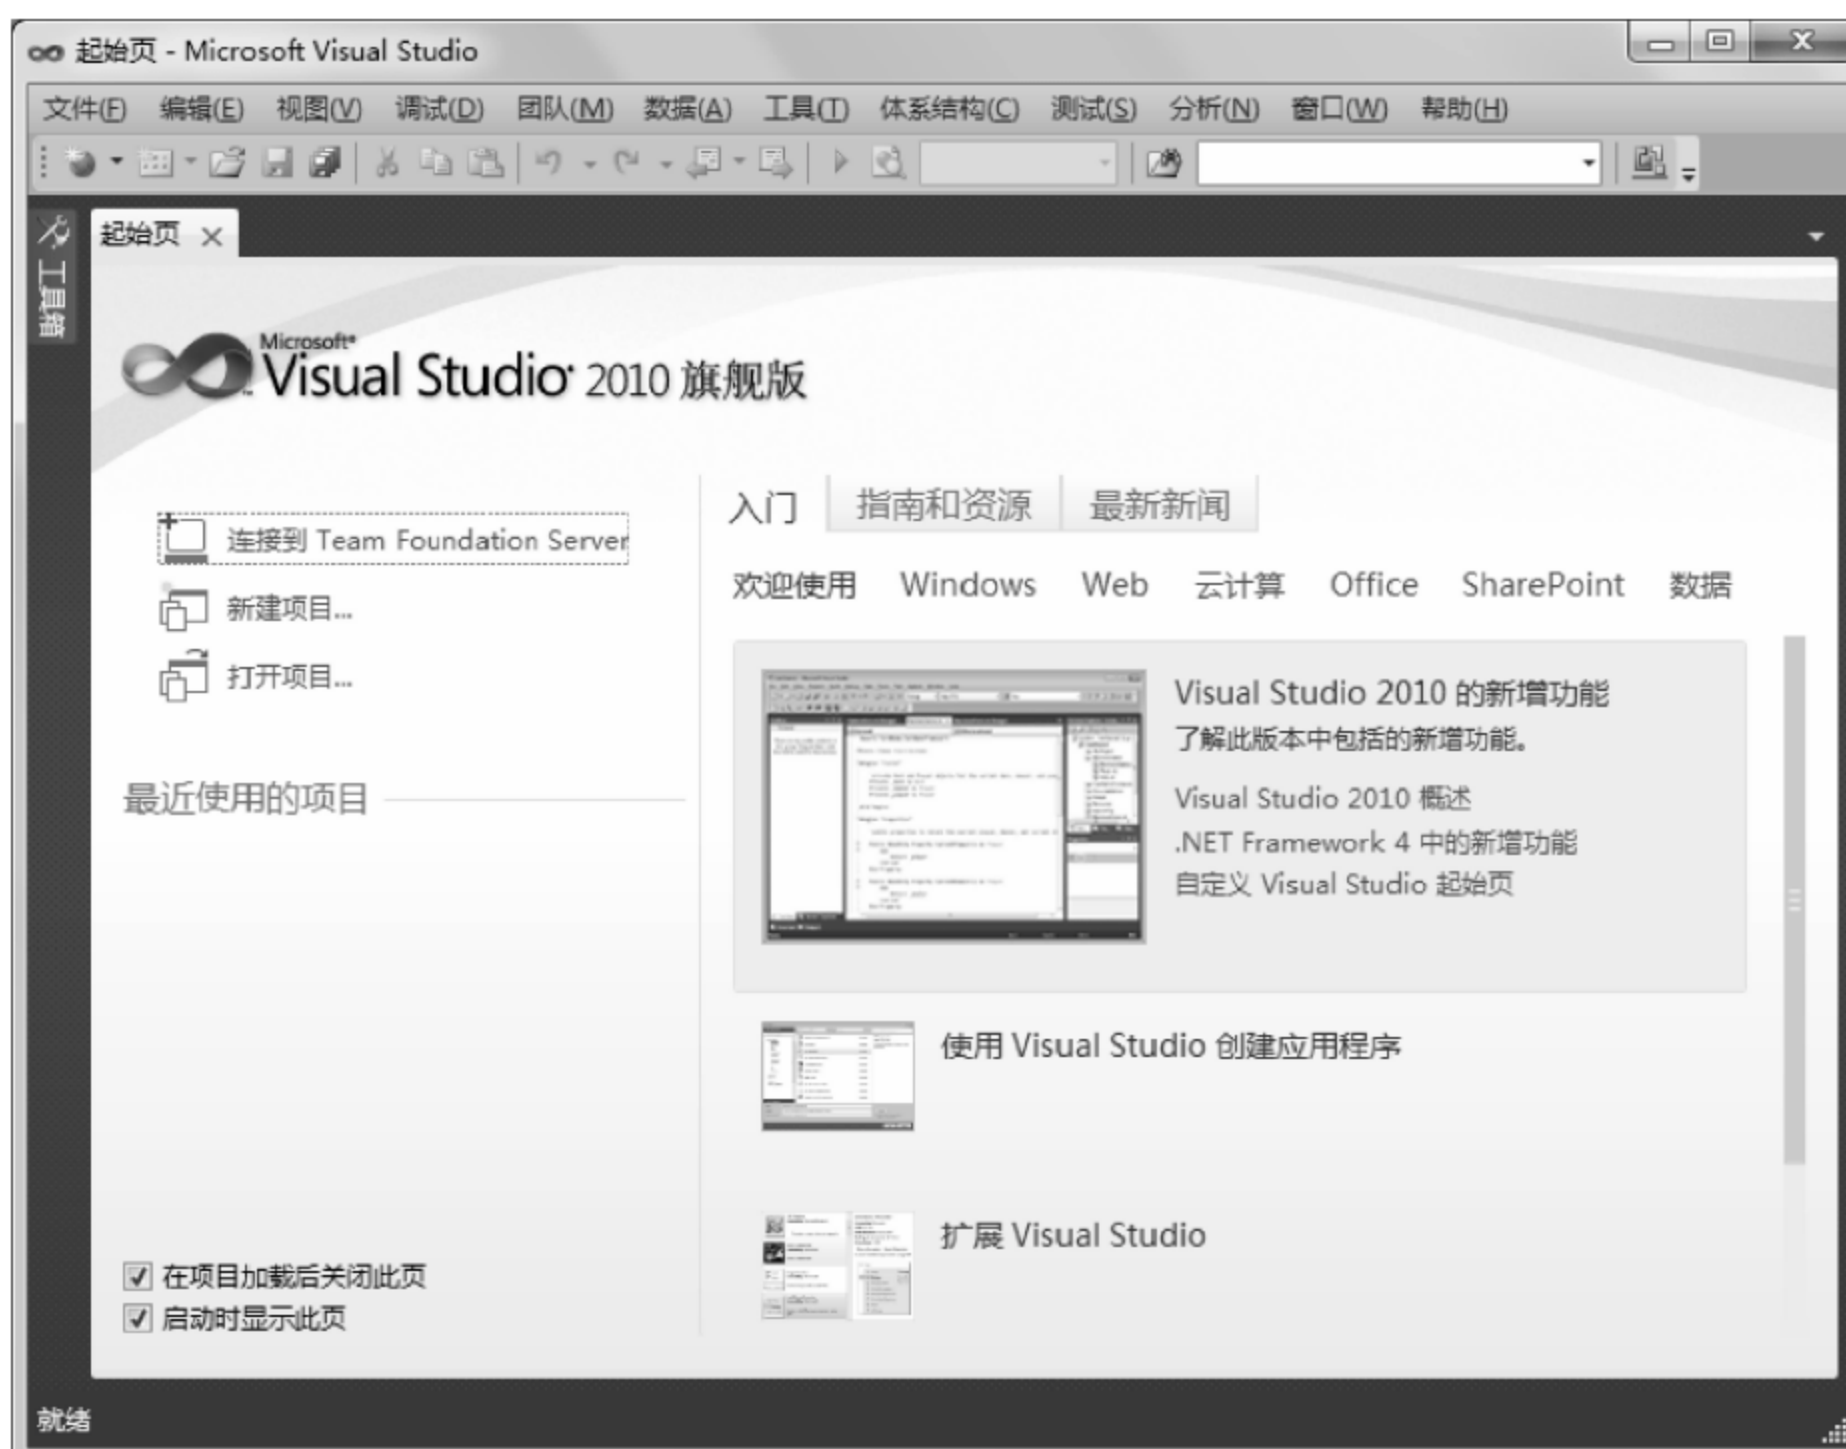 起始页 - Microsoft Visual Studio
文件(F) 编辑(E) 视图(V) 调试(D) 团队(M) 数据(A) 工具(T) 体系结构(C) 测试(S) 分析(N) 窗口(W) 帮助(H)
工具箱
起始页
Microsoft®
Visual Studio 2010 旗舰版
连接到 Team Foundation Server
新建项目...
打开项目...
最近使用的项目
在项目加载后关闭此页
启动时显示此页
入门 指南和资源 最新新闻
欢迎使用 Windows Web 云计算 Office SharePoint 数据
Visual Studio 2010 的新增功能
了解此版本中包括的新增功能。
Visual Studio 2010 概述
.NET Framework 4 中的新增功能
自定义 Visual Studio 起始页
使用 Visual Studio 创建应用程序
扩展 Visual Studio
就绪